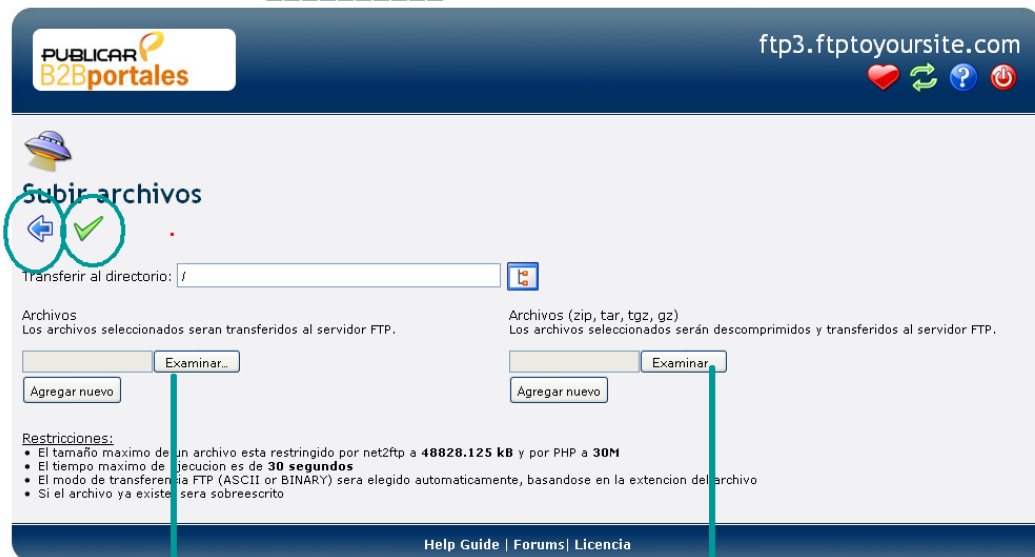 PUBLICAR
B2Bportales
ftp3.ftptoyoursite.com
Subir archivos
Transferir al directorio: /
Archivos
Los archivos seleccionados seran transferidos al servidor FTP.
Examinar...
Agregar nuevo
Archivos (zip, tar, tgz, gz)
Los archivos seleccionados serán descomprimidos y transferidos al servidor FTP.
Examinar...
Agregar nuevo
Restricciones:
• El tamaño maximo de un archivo esta restringido por net2ftp a 48828.125 kB y por PHP a 30M
• El tiempo maximo de ejecucion es de 30 segundos
• El modo de transferencia FTP (ASCII or BINARY) sera elegido automaticamente, basandose en la extencion del archivo
• Si el archivo ya existe, sera sobreescrito
Help Guide | Forums| Licencia